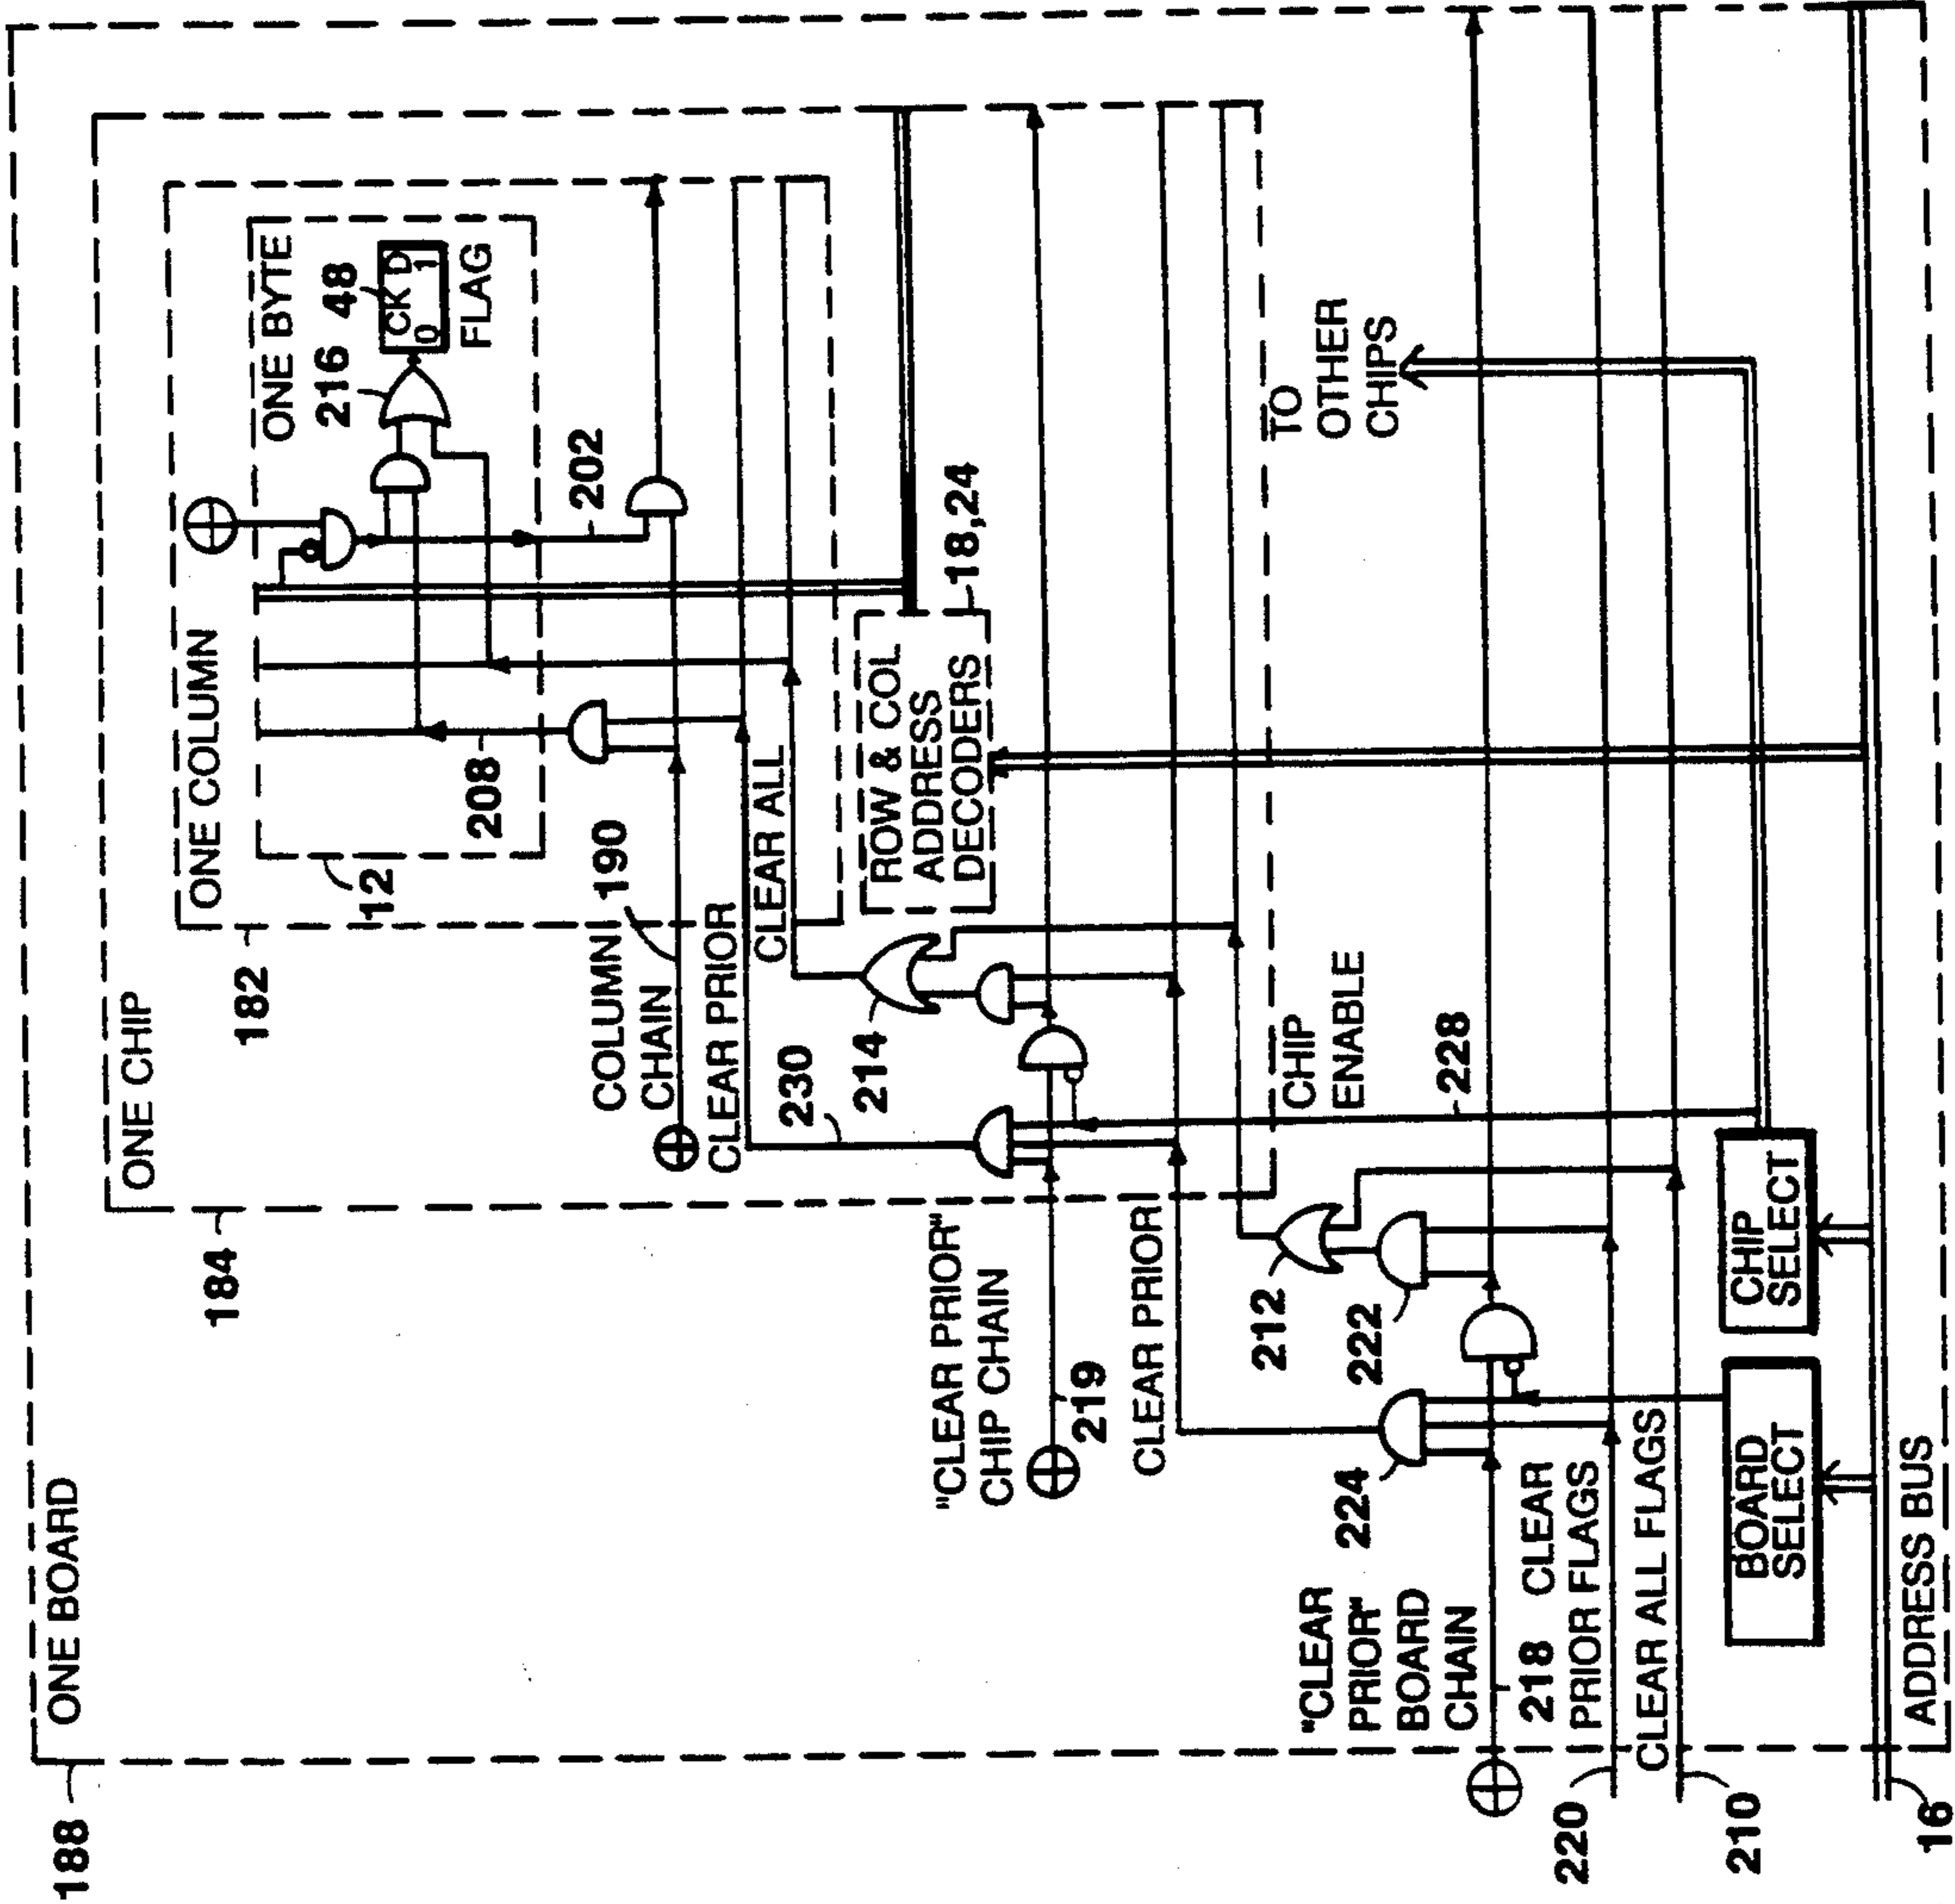 188
ONE BOARD
184
ONE CHIP
182
ONE COLUMN
12
ONE BYTE
216
48
CK D
0 1
FLAG
208
202
COLUMN
CHAIN
190
CLEAR PRIOR
CLEAR ALL
230
214
ROW & COL
ADDRESS
DECODERS
18,24
"CLEAR PRIOR"
CHIP CHAIN
219
CLEAR PRIOR
212
CHIP
ENABLE
228
TO
OTHER
CHIPS
222
224
"CLEAR
PRIOR"
BOARD
CHAIN
218
CLEAR
PRIOR FLAGS
220
CLEAR ALL FLAGS
210
BOARD
SELECT
CHIP
SELECT
ADDRESS BUS
16